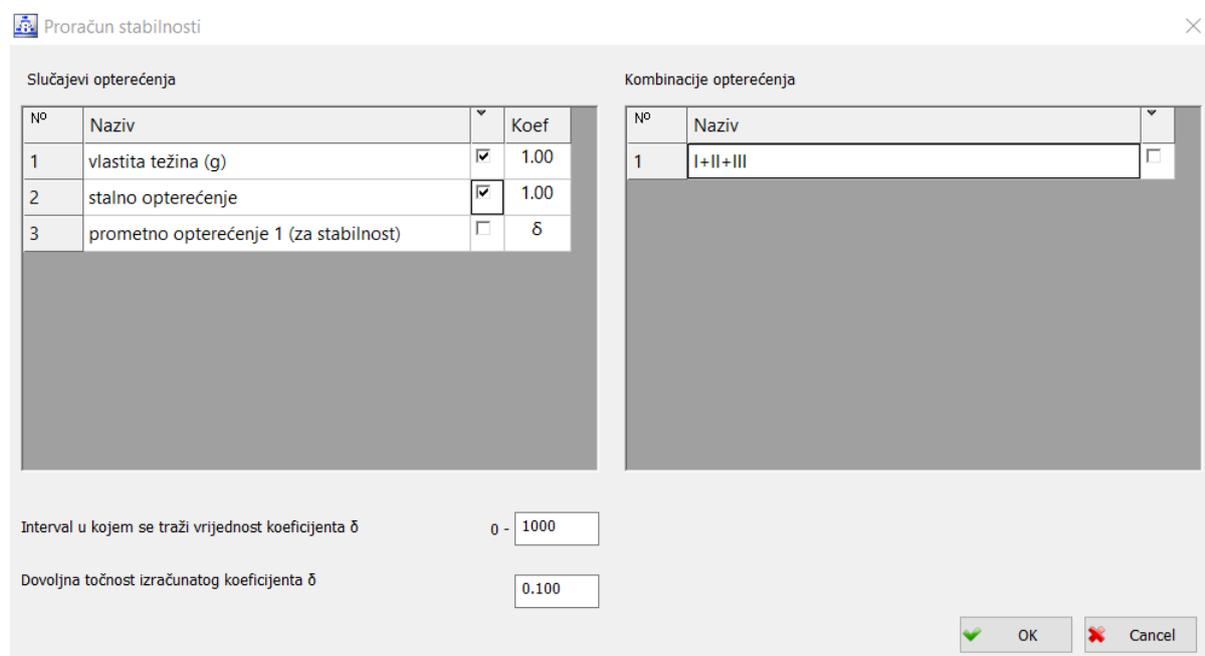 Proračun stabilnosti
Slučajevi opterećenja
Nº Naziv Koef
1 vlastita težina (g) 1.00
2 stalno opterećenje 1.00
3 prometno opterećenje 1 (za stabilnost) δ
Kombinacije opterećenja
Nº Naziv
1 I+II+III
Interval u kojem se traži vrijednost koeficijenta δ 0 - 1000
Dovoljna točnost izračunatog koeficijenta δ 0.100
OK Cancel